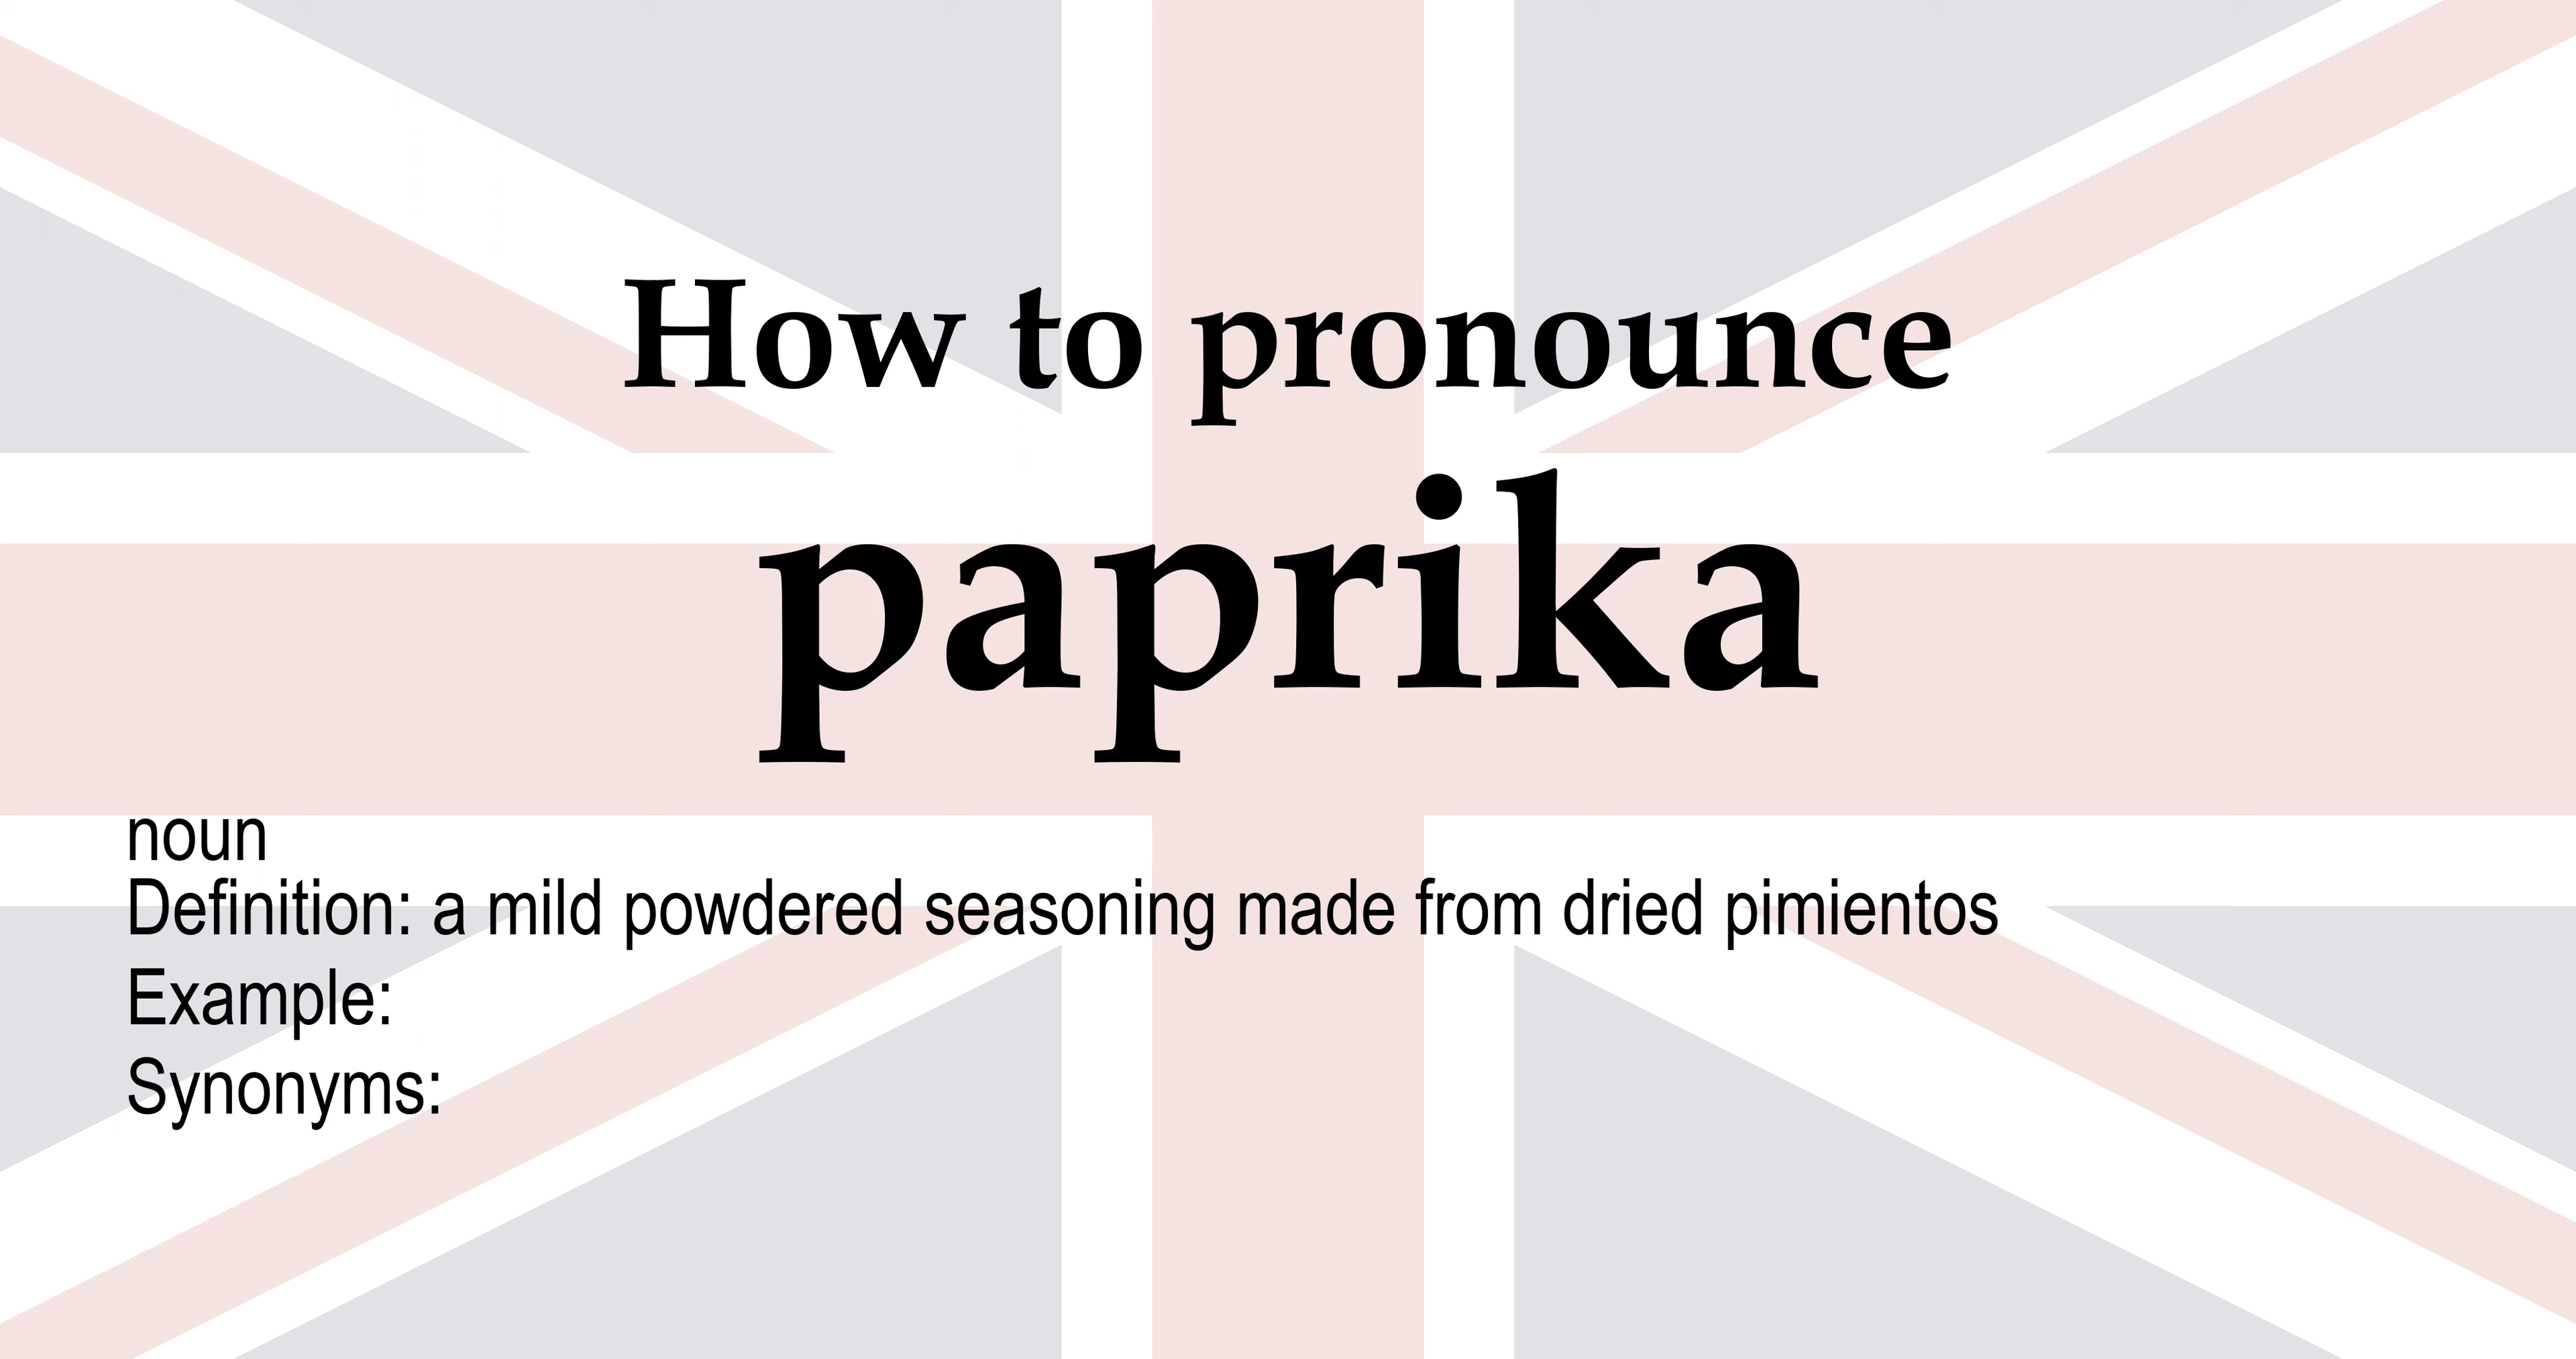 How to pronounce
paprika
noun
Definition: a mild powdered seasoning made from dried pimientos
Example:
Synonyms: